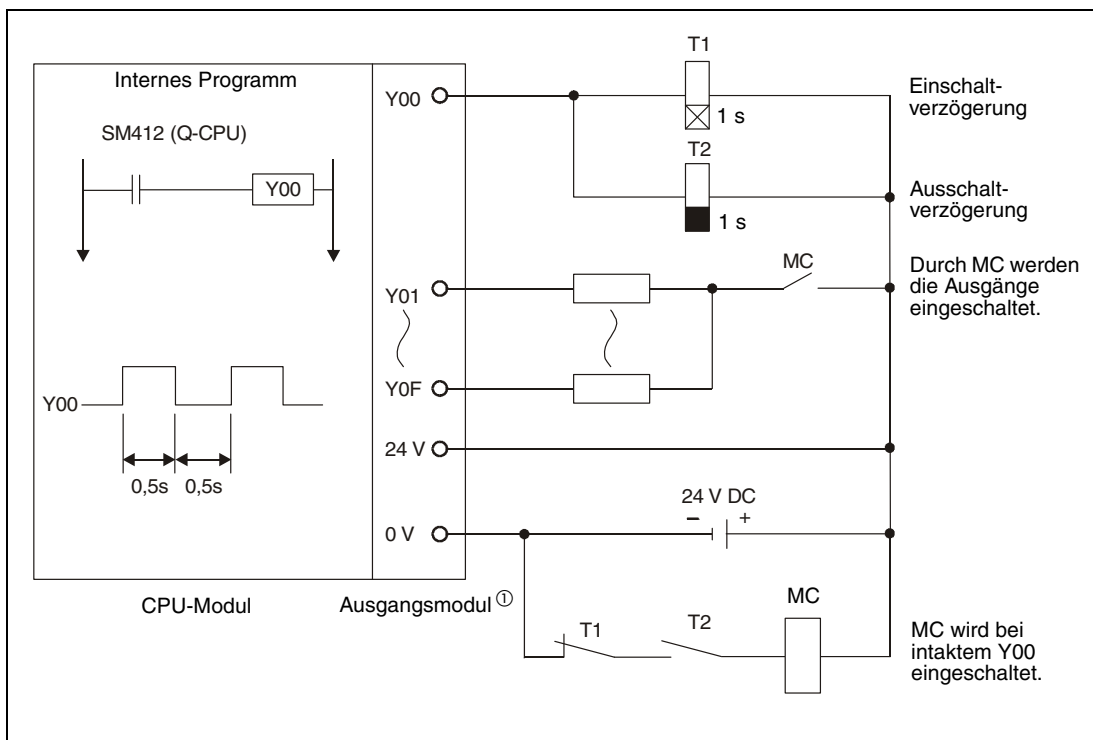 Internes Programm
SM412 (Q-CPU)
Y00
Y00
0,5s
0,5s
CPU-Modul
Y00
Y01
Y0F
24 V
0 V
Ausgangsmodul ①
T1
1 s
T2
1 s
MC
24 V DC
− +
T1
T2
MC
Einschalt-
verzögerung
Ausschalt-
verzögerung
Durch MC werden
die Ausgänge
eingeschaltet.
MC wird bei
intaktem Y00
eingeschaltet.